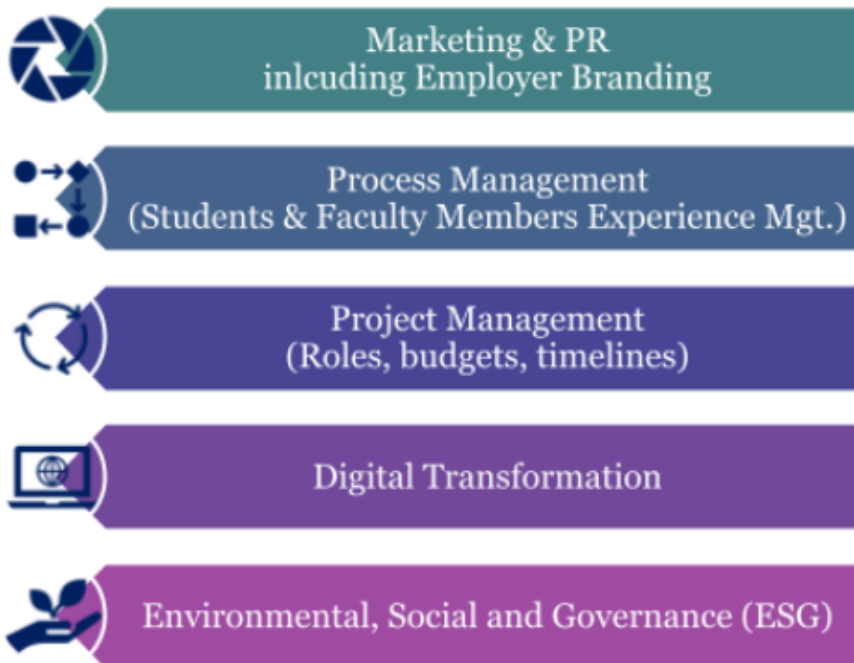 Marketing & PR
inlcuding Employer Branding
Process Management
(Students & Faculty Members Experience Mgt.)
Project Management
(Roles, budgets, timelines)
Digital Transformation
Environmental, Social and Governance (ESG)